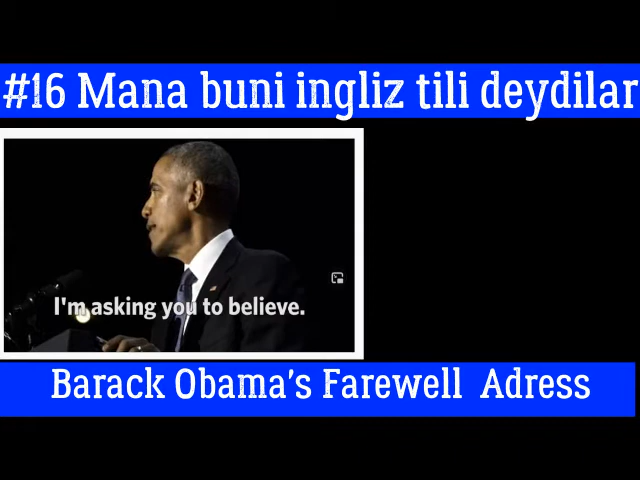 #16 Mana buni ingliz tili deydilar
I'm asking you to believe.
Barack Obama's Farewell Adress